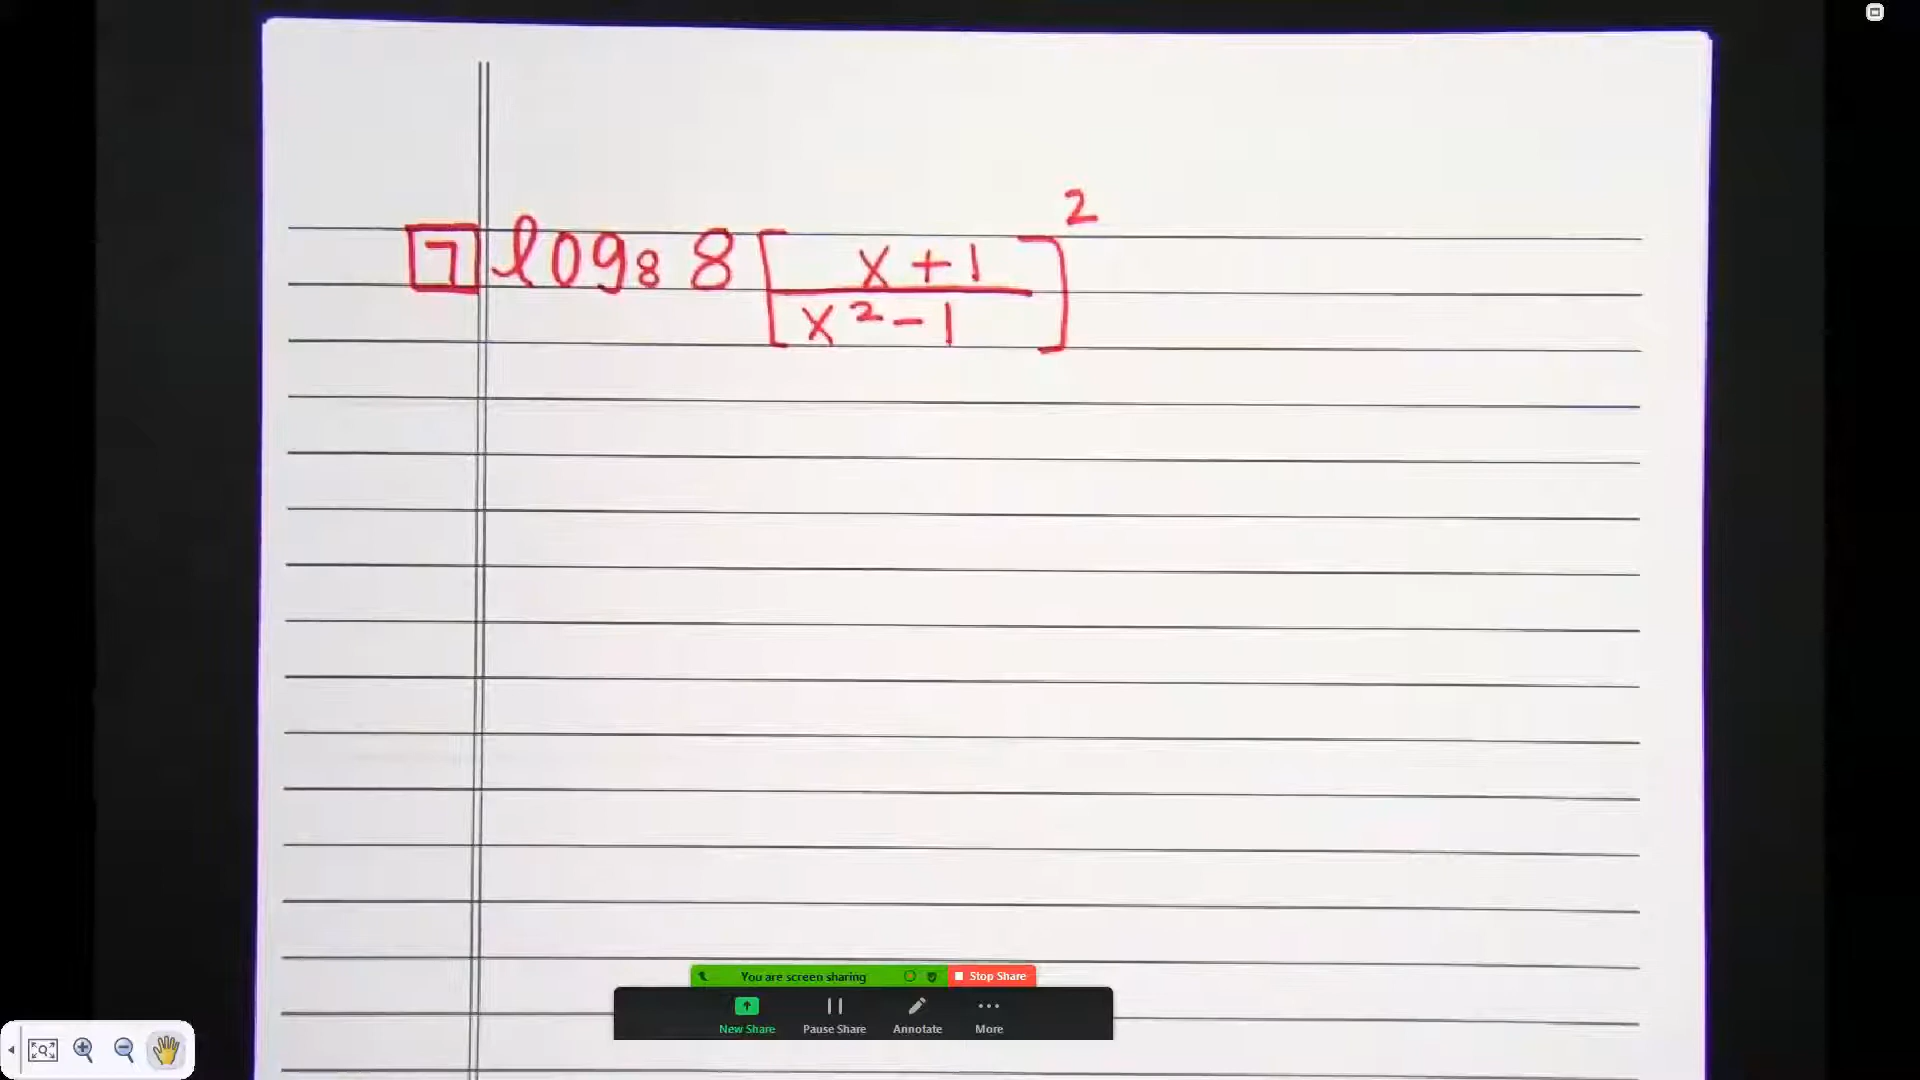 7 log₈ 8 [ x + 1
x² - 1 ]²
You are screen sharing Stop Share
New Share Pause Share Annotate More